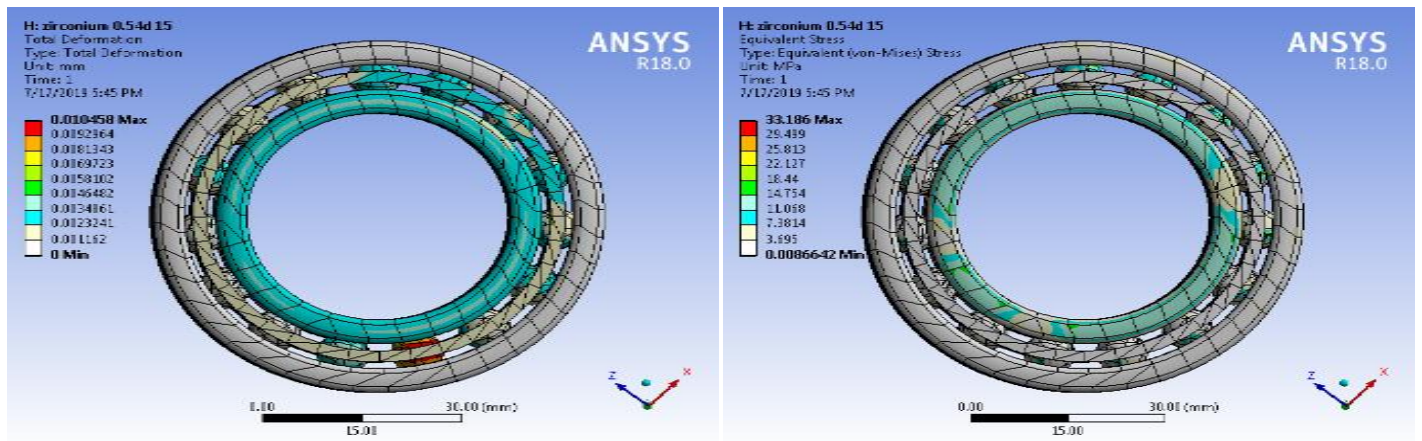 H: zirconium 0.54d 15
Total Deformation
Type: Total Deformation
Unit: mm
Time: 1
7/17/2019 5:45 PM
0.010458 Max
0.0092964
0.0081343
0.0069723
0.0058102
0.0046482
0.0034861
0.0023241
0.001162
0 Min
ANSYS
R18.0
Z
X
0.00
30.00 (mm)
15.00
H: zirconium 0.54d 15
Equivalent Stress
Type: Equivalent (von-Mises) Stress
Unit: MPa
Time: 1
7/17/2019 5:45 PM
33.186 Max
29.499
25.813
22.127
18.44
14.754
11.068
7.3814
3.695
0.0086642 Min
ANSYS
R18.0
Z
X
0.00
30.00 (mm)
15.00